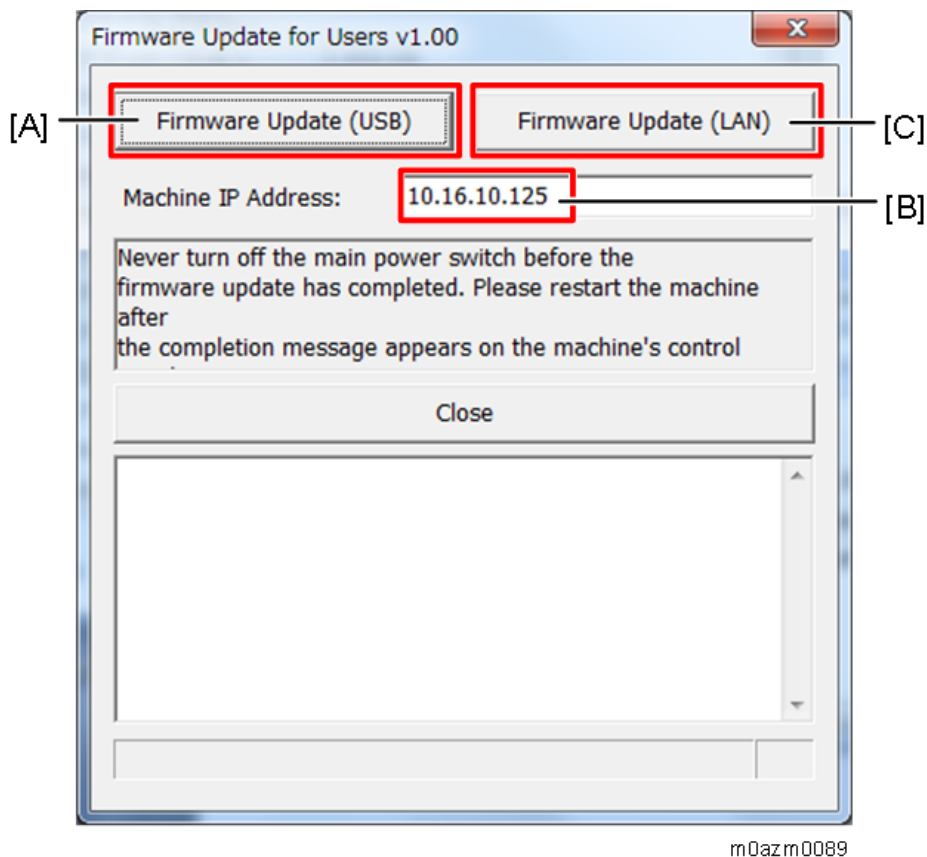 Firmware Update for Users v1.00
[A] Firmware Update (USB) Firmware Update (LAN) [C]
Machine IP Address: 10.16.10.125 [B]
Never turn off the main power switch before the
firmware update has completed. Please restart the machine
after
the completion message appears on the machine's control
Close
m0azm0089